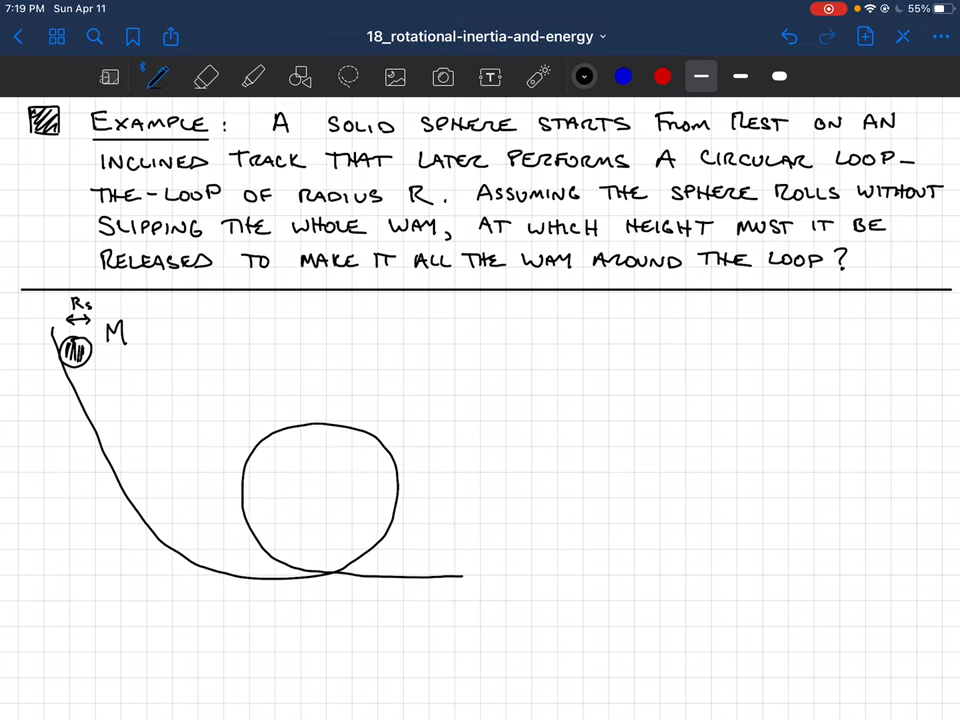 7:19 PM Sun Apr 11
55%
18_rotational-inertia-and-energy
T
EXAMPLE: A SOLID SPHERE STARTS FROM REST ON AN
INCLINED TRACK THAT LATER PERFORMS A CIRCULAR LOOP-
THE-LOOP OF RADIUS R. ASSUMING THE SPHERE ROLLS WITHOUT
SLIPPING THE WHOLE WAY, AT WHICH HEIGHT MUST IT BE
RELEASED TO MAKE IT ALL THE WAY AROUND THE LOOP?
Rs
M